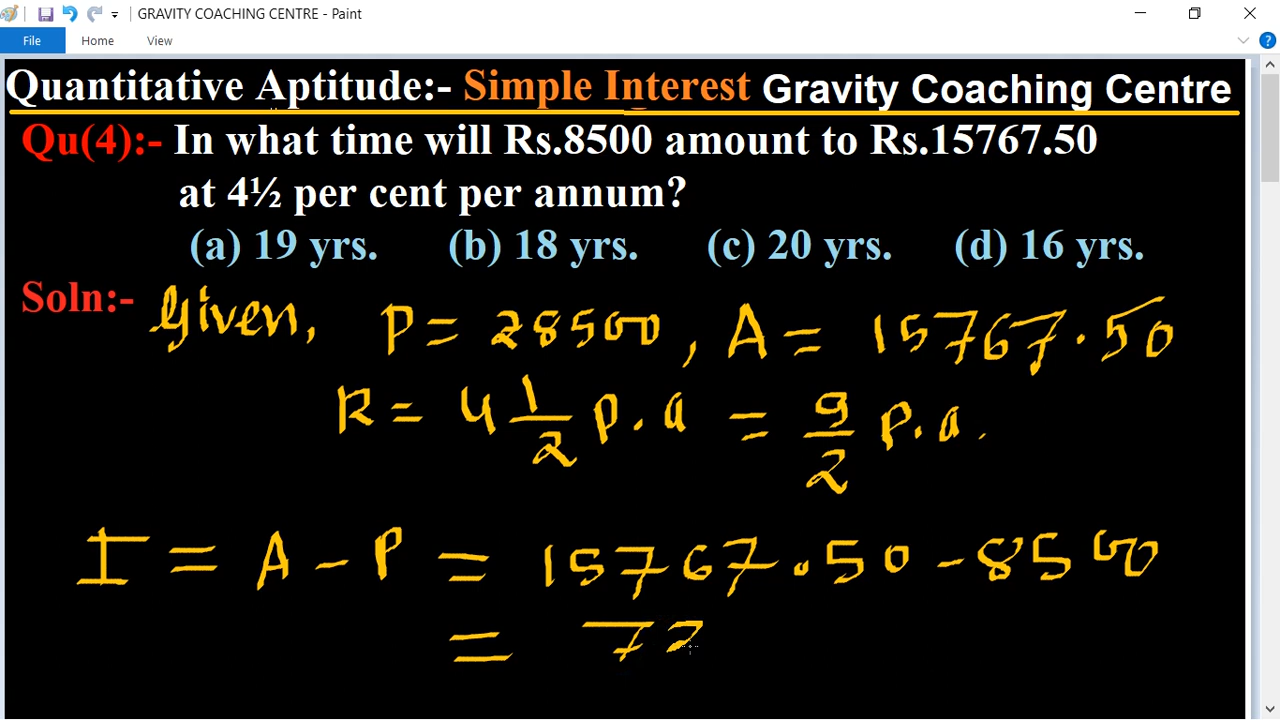 GRAVITY COACHING CENTRE - Paint
File Home View
Quantitative Aptitude:- Simple Interest Gravity Coaching Centre
Qu(4):- In what time will Rs.8500 amount to Rs.15767.50
at 4½ per cent per annum?
(a) 19 yrs. (b) 18 yrs. (c) 20 yrs. (d) 16 yrs.
Soln:- Given, P = 28500, A = 15767.50
R = 4 1/2 P.a = 9/2 P.a.
I = A - P = 15767.50 - 8500
= 72